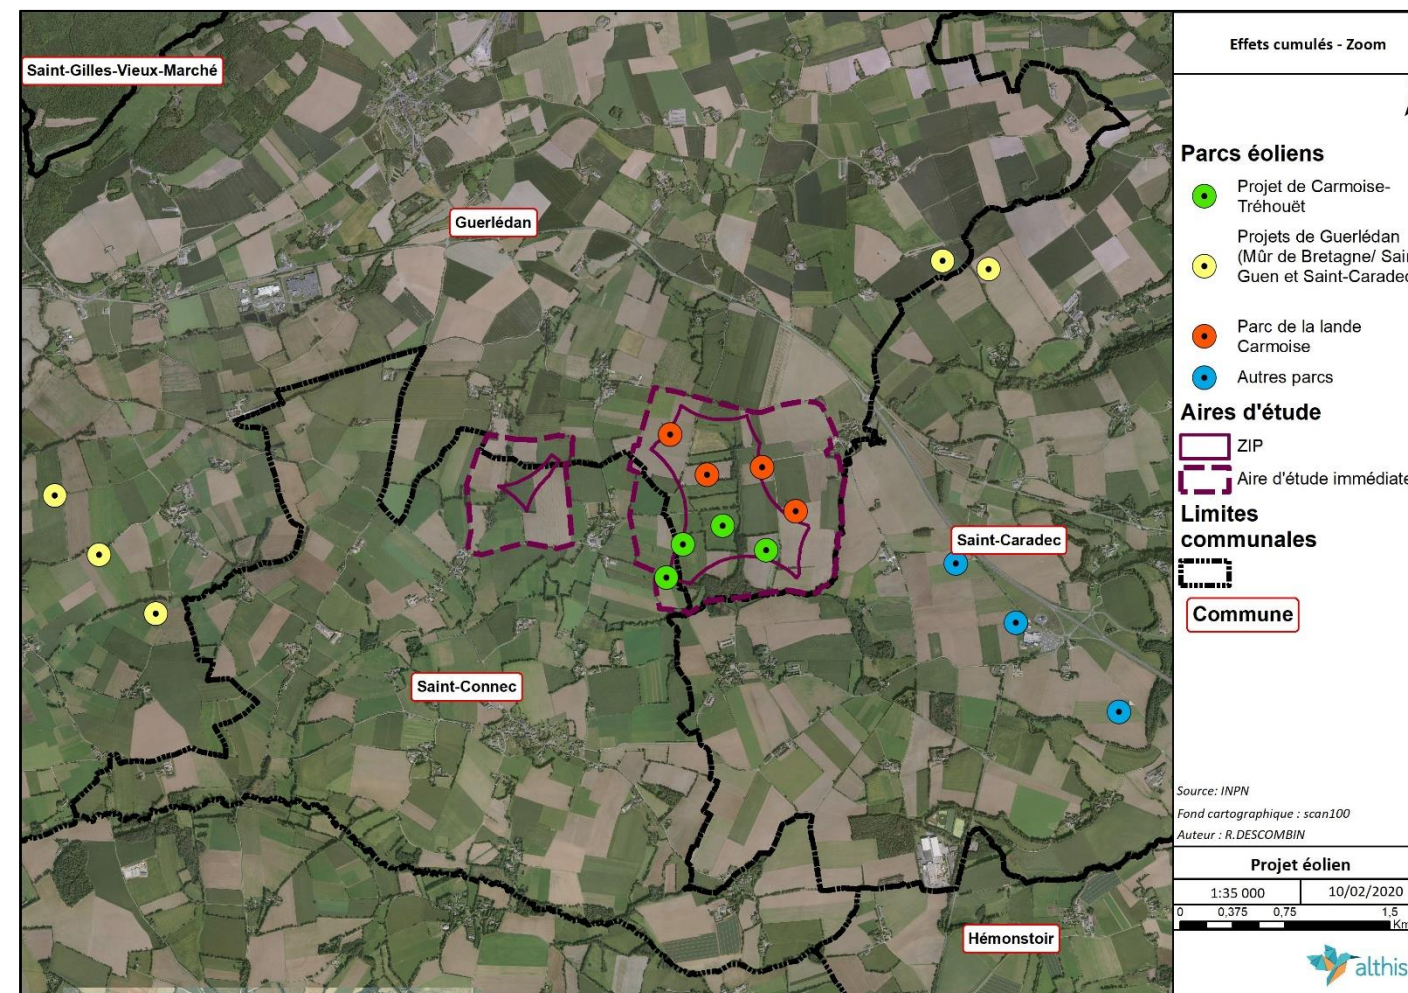 Saint-Gilles-Vieux-Marché
Guerlédan
Saint-Caradec
Saint-Connec
Hémonstoir
Effets cumulés - Zoom
Parcs éoliens
Projet de Carmoise-
Tréhouët
Projets de Guerlédan
(Mûr de Bretagne/ Sai
Guen et Saint-Caradec
Parc de la lande
Carmoise
Autres parcs
Aires d'étude
ZIP
Aire d'étude immédiate
Limites
communales
Commune
Source: INPN
Fond cartographique : scan100
Auteur : R.DESCOMBIN
Projet éolien
1:35 000 10/02/2020
0 0,375 0,75 1,5
Km
althis